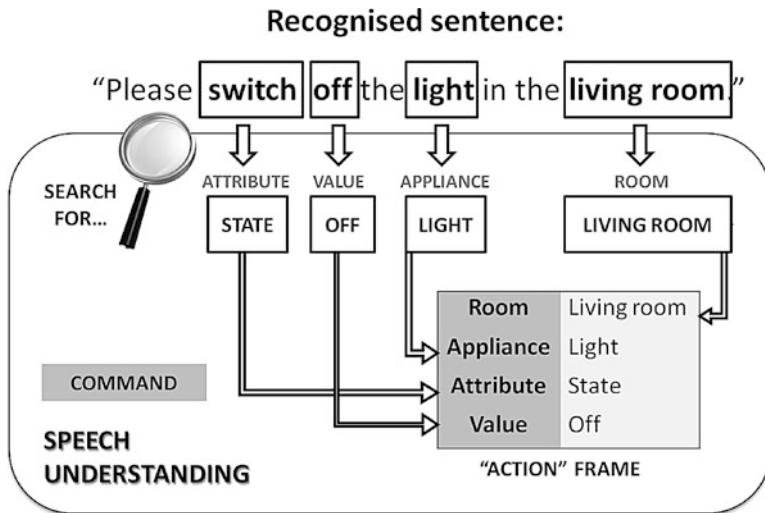 Recognised sentence:
“Please switch off the light in the living room.”
SEARCH FOR...
ATTRIBUTE VALUE APPLIANCE ROOM
STATE OFF LIGHT LIVING ROOM
Room Living room
Appliance Light
Attribute State
Value Off
“ACTION” FRAME
COMMAND
SPEECH
UNDERSTANDING